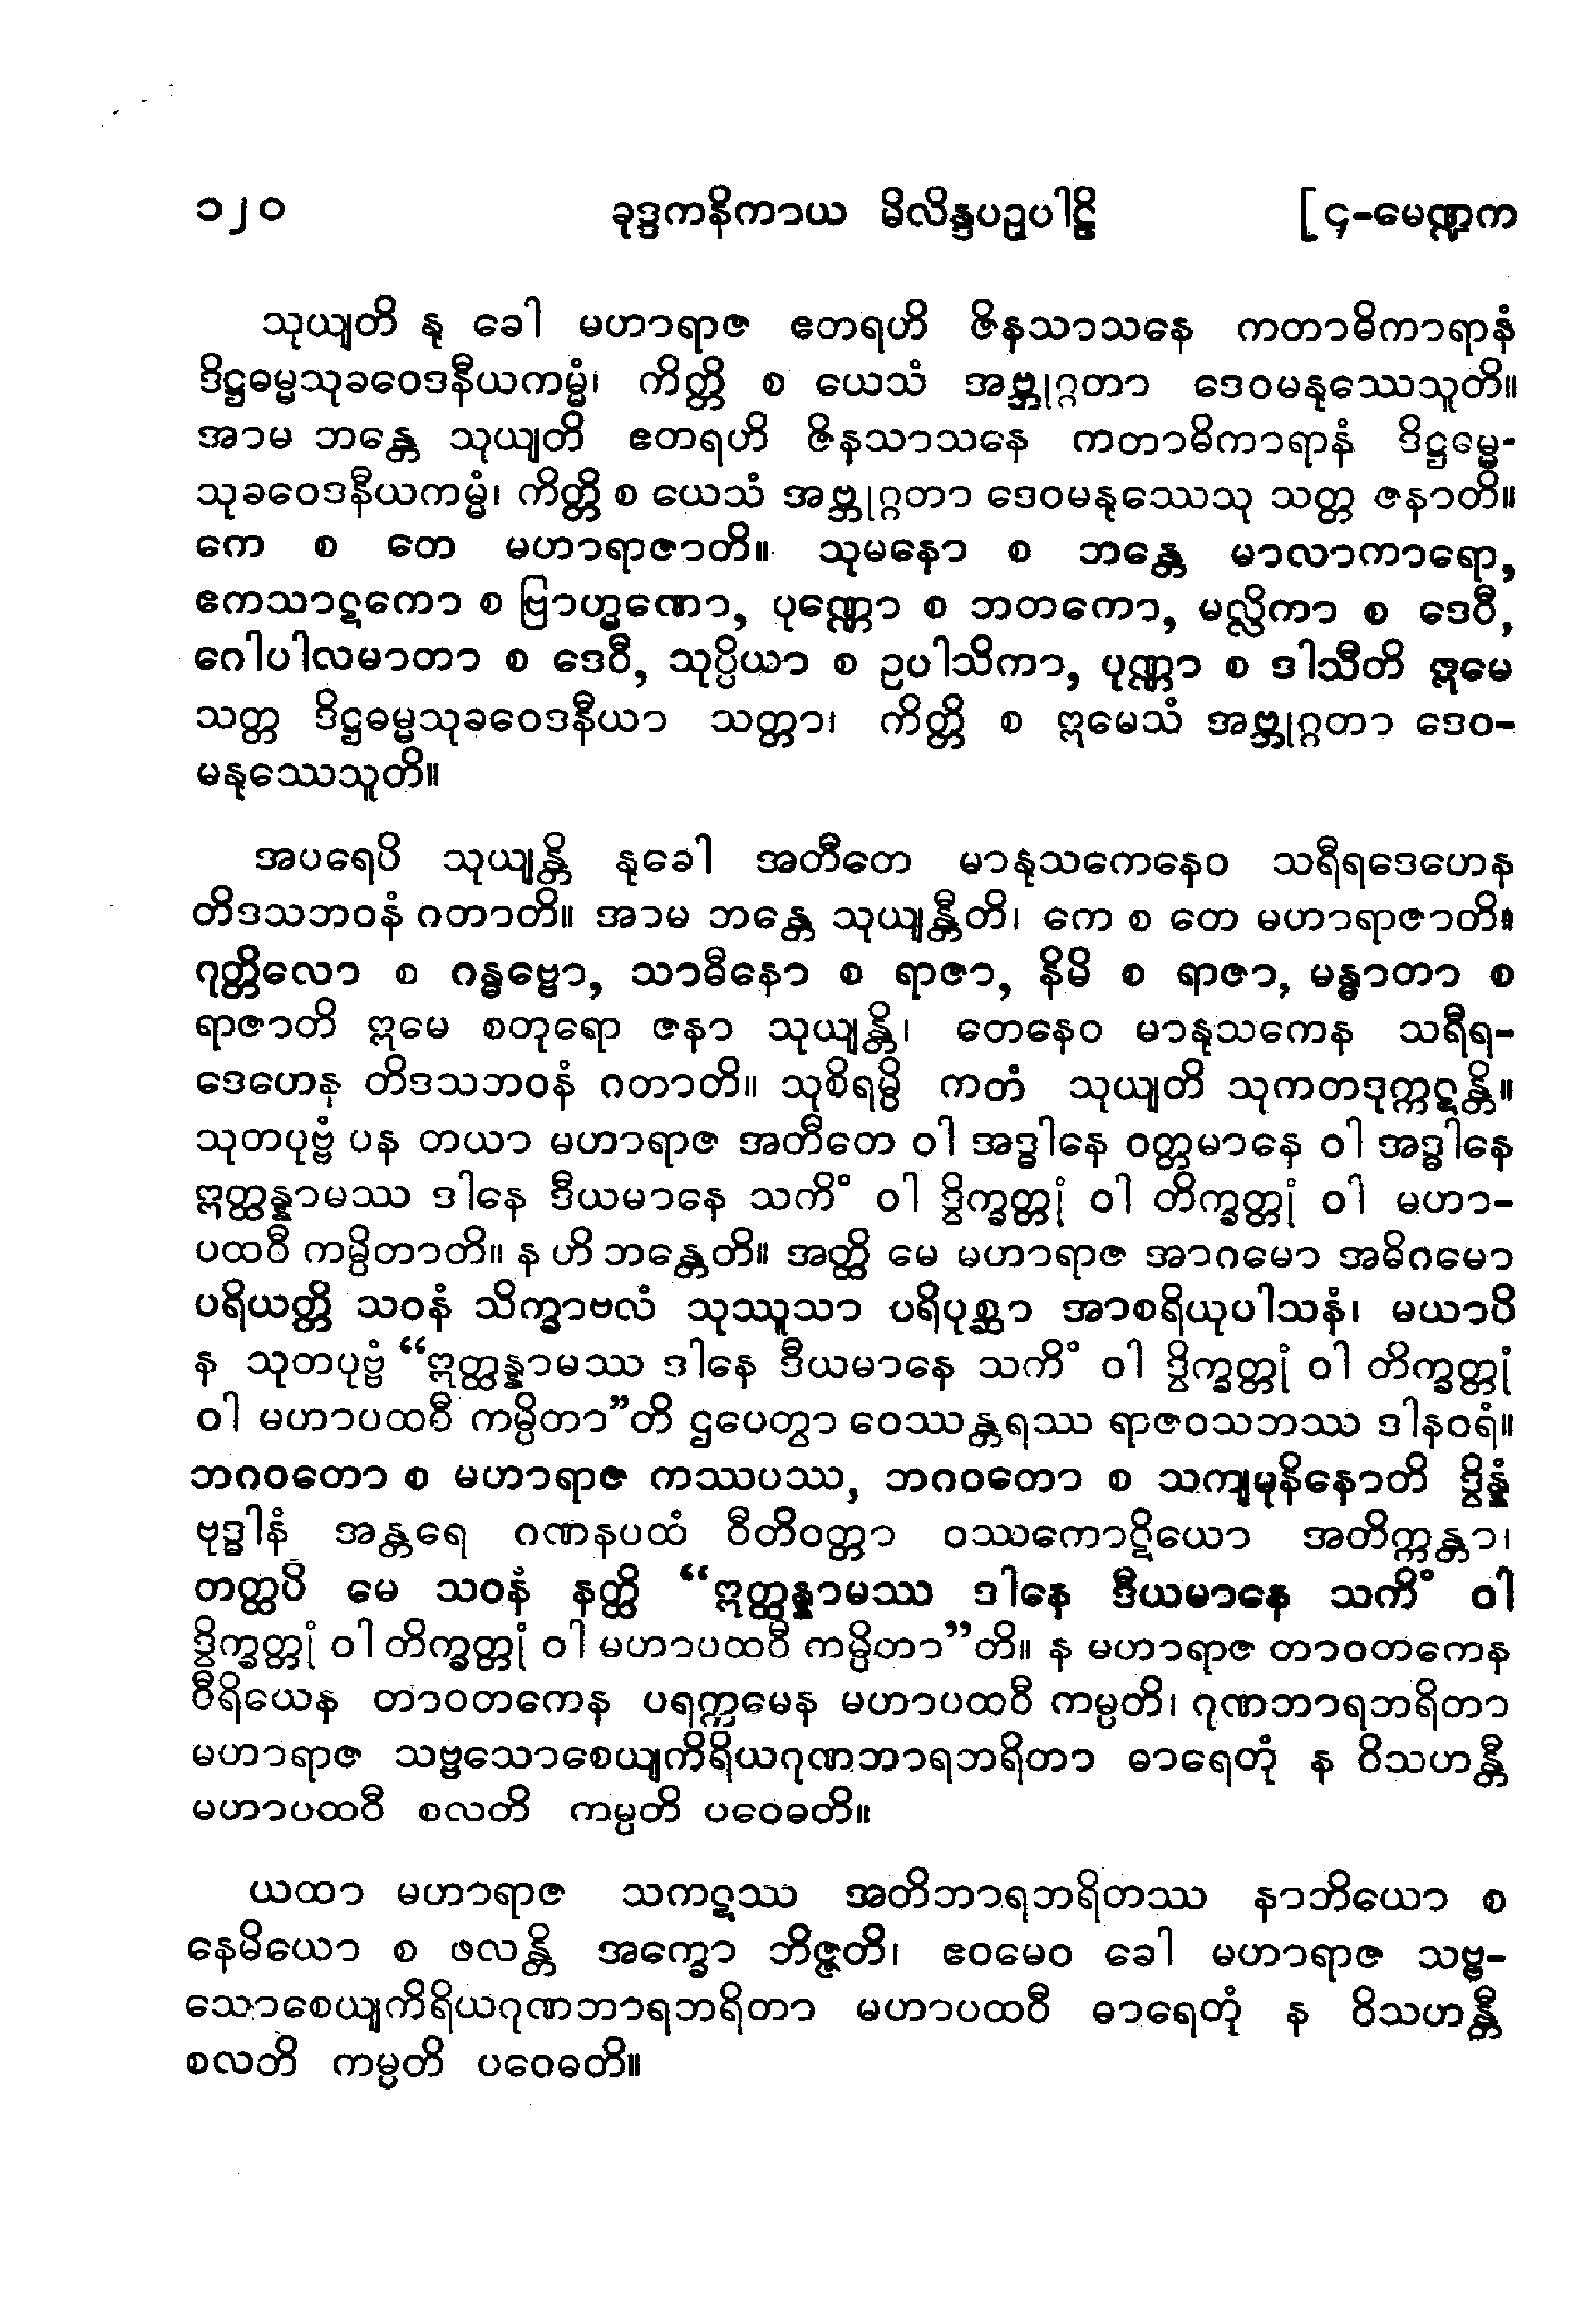 ၁၂၀ ခုဒ္ဒကနိကာယ မိလိန္ဒပဉှပါဠိ [၄-မေဏ္ဍက
သုယျတိ နု ခေါ မဟာရာဇ ဧတရဟိ ဇိနသာသနေ ကတာဓိကာရာနံ
ဒိဋ္ဌဓမ္မသုခဝေဒနီယကမ္မံ၊ ကိတ္တိ စ ယေသံ အဗ္ဘုဂ္ဂတာ ဒေဝမနုဿေသူတိ။
အာမ ဘန္တေ သုယျတိ ဧတရဟိ ဇိနသာသနေ ကတာဓိကာရာနံ ဒိဋ္ဌဓမ္မ-
သုခဝေဒနီယကမ္မံ၊ ကိတ္တိ စ ယေသံ အဗ္ဘုဂ္ဂတာ ဒေဝမနုဿေသု သတ္တ ဇနာတိ။
ကေ စ တေ မဟာရာဇာတိ။ သုမနော စ ဘန္တေ မာလာကာရော,
ဧကသာဋကော စ ဗြာဟ္မဏော, ပုဏ္ဏော စ ဘတကော, မလ္လိကာ စ ဒေဝီ,
ဂေါပါလမာတာ စ ဒေဝီ, သုပ္ပိယာ စ ဥပါသိကာ, ပုဏ္ဏာ စ ဒါသီတိ ဣမေ
သတ္တ ဒိဋ္ဌဓမ္မသုခဝေဒနီယာ သတ္တာ၊ ကိတ္တိ စ ဣမေသံ အဗ္ဘုဂ္ဂတာ ဒေဝ-
မနုဿေသူတိ။
အပရေပိ သုယျန္တိ နုခေါ အတီတေ မာနုသကေနေဝ သရီရဒေဟေန
တိဒသဘဝနံ ဂတာတိ။ အာမ ဘန္တေ သုယျန္တီတိ၊ ကေ စ တေ မဟာရာဇာတိ။
ဂုတ္တိလော စ ဂန္ဓဗ္ဗော, သာဓီနော စ ရာဇာ, နိမိ စ ရာဇာ, မန္ဓာတာ စ
ရာဇာတိ ဣမေ စတုရော ဇနာ သုယျန္တိ၊ တေနေဝ မာနုသကေန သရီရ-
ဒေဟေန တိဒသဘဝနံ ဂတာတိ။ သုစိရမ္ပိ ကတံ သုယျတိ သုကတဒုက္ကဋန္တိ။
သုတပုဗ္ဗံ ပန တယာ မဟာရာဇ အတီတေ ဝါ အဒ္ဓါနေ ဝတ္တမာနေ ဝါ အဒ္ဓါနေ
ဣတ္ထန္နာမဿ ဒါနေ ဒီယမာနေ သကိံ ဝါ ဒွိက္ခတ္တုံ ဝါ တိက္ခတ္တုံ ဝါ မဟာ-
ပထဝီ ကမ္ပိတာတိ။ န ဟိ ဘန္တေတိ။ အတ္ထိ မေ မဟာရာဇ အာဂမော အဓိဂမော
ပရိယတ္တိ သဝနံ သိက္ခာဗလံ သုဿူသာ ပရိပုစ္ဆာ အာစရိယုပါသနံ၊ မယာပိ
န သုတပုဗ္ဗံ “ဣတ္ထန္နာမဿ ဒါနေ ဒီယမာနေ သကိံ ဝါ ဒွိက္ခတ္တုံ ဝါ တိက္ခတ္တုံ
ဝါ မဟာပထဝီ ကမ္ပိတာ”တိ ဌပေတွာ ဝေဿန္တရဿ ရာဇဝသဘဿ ဒါနဝရံ။
ဘဂဝတော စ မဟာရာဇ ကဿပဿ, ဘဂဝတော စ သကျမုနိနောတိ ဒွိန္နံ
ဗုဒ္ဓါနံ အန္တရေ ဂဏနပထံ ဝီတိဝတ္တာ ဝဿကောဋိယော အတိက္ကန္တာ၊
တတ္ထပိ မေ သဝနံ နတ္ထိ “ဣတ္ထန္နာမဿ ဒါနေ ဒီယမာနေ သကိံ ဝါ
ဒွိက္ခတ္တုံ ဝါ တိက္ခတ္တုံ ဝါ မဟာပထဝီ ကမ္ပိတာ”တိ။ န မဟာရာဇ တာဝတကေန
ဝီရိယေန တာဝတကေန ပရက္ကမေန မဟာပထဝီ ကမ္ပတိ၊ ဂုဏဘာရဘရိတာ
မဟာရာဇ သဗ္ဗသောစေယျကိရိယဂုဏဘာရဘရိတာ ဓာရေတုံ န ဝိသဟန္တီ
မဟာပထဝီ စလတိ ကမ္ပတိ ပဝေဓတိ။
ယထာ မဟာရာဇ သကဋဿ အတိဘာရဘရိတဿ နာဘိယော စ
နေမိယော စ ဖလန္တိ အက္ခော ဘိဇ္ဇတိ၊ ဧဝမေဝ ခေါ မဟာရာဇ သဗ္ဗ-
သောစေယျကိရိယဂုဏဘာရဘရိတာ မဟာပထဝီ ဓာရေတုံ န ဝိသဟန္တီ
စလတိ ကမ္ပတိ ပဝေဓတိ။